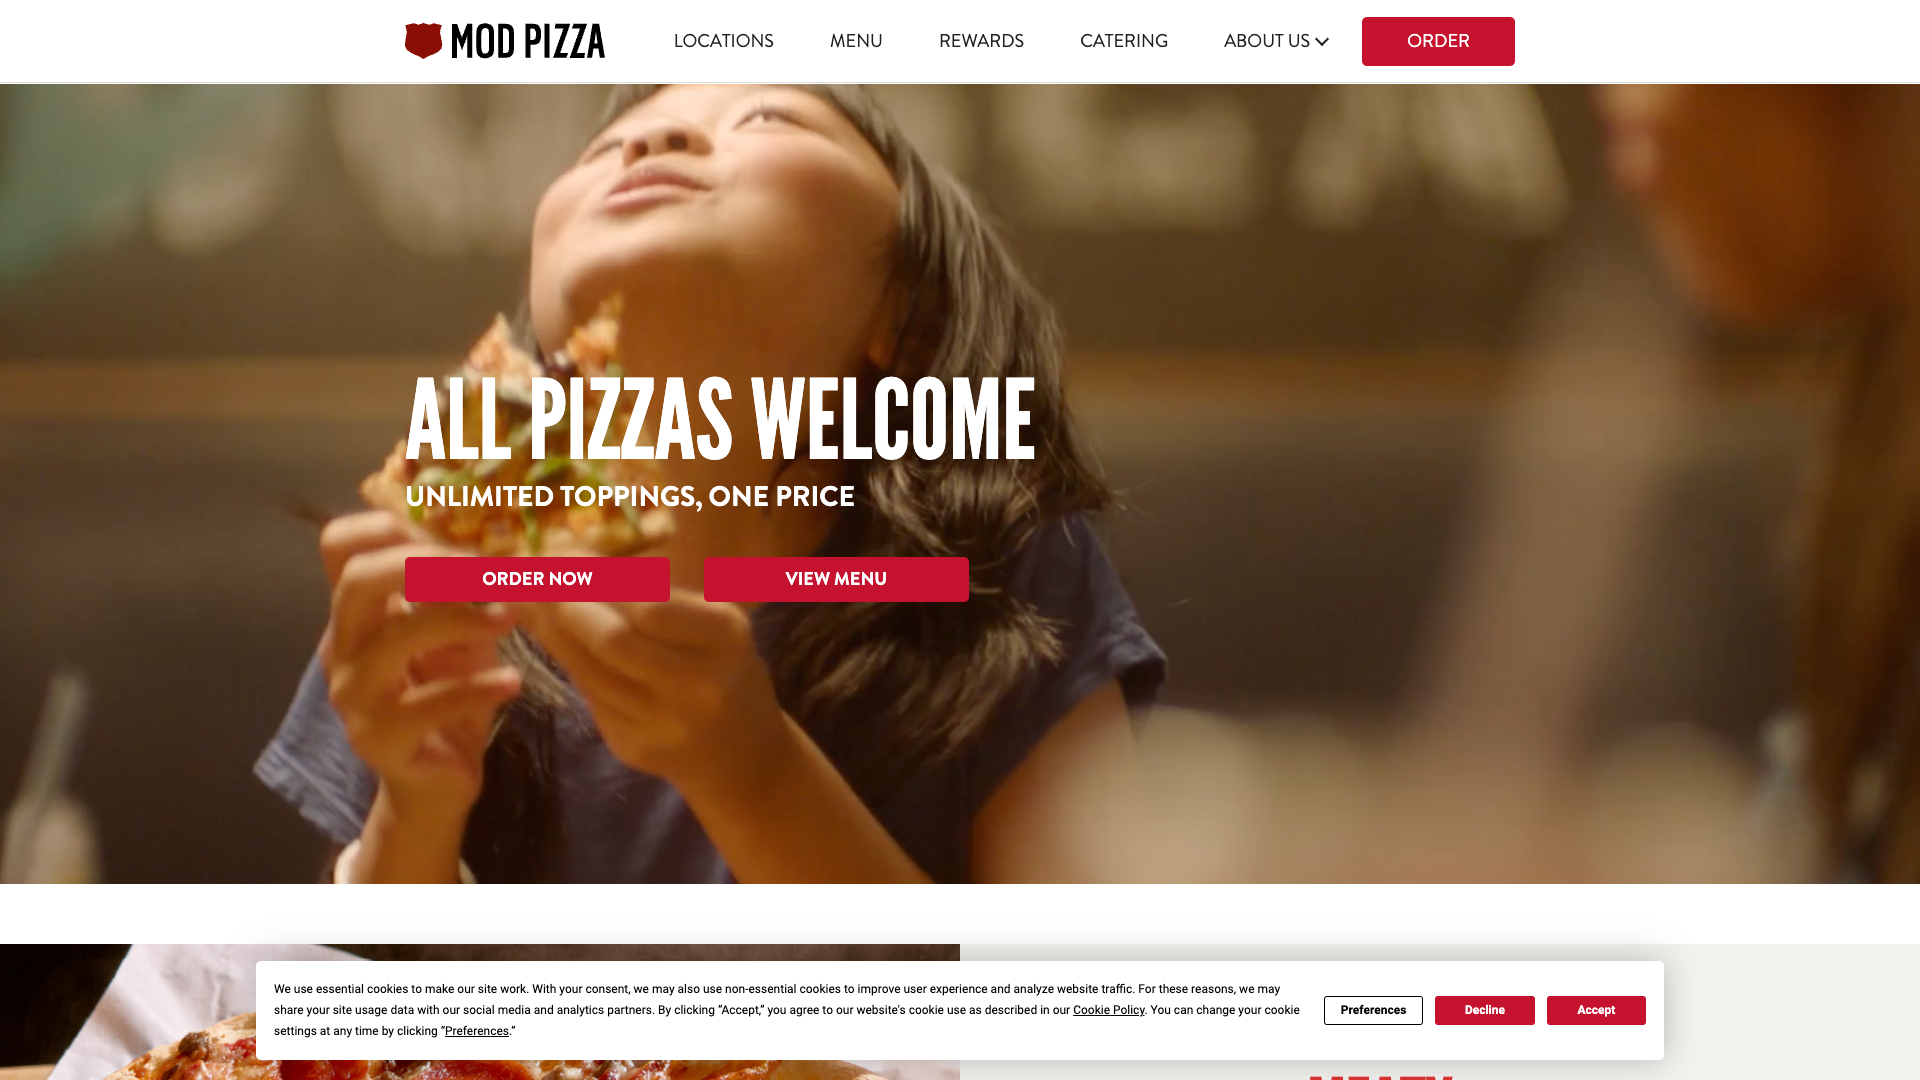 MOD PIZZA
LOCATIONS
MENU
REWARDS
CATERING
ABOUT US
ORDER
ALL PIZZAS WELCOME
UNLIMITED TOPPINGS, ONE PRICE
ORDER NOW
VIEW MENU
We use essential cookies to make our site work. With your consent, we may also use non-essential cookies to improve user experience and analyze website traffic. For these reasons, we may
share your site usage data with our social media and analytics partners. By clicking “Accept,” you agree to our website's cookie use as described in our Cookie Policy. You can change your cookie
settings at any time by clicking “Preferences.”
Preferences
Decline
Accept